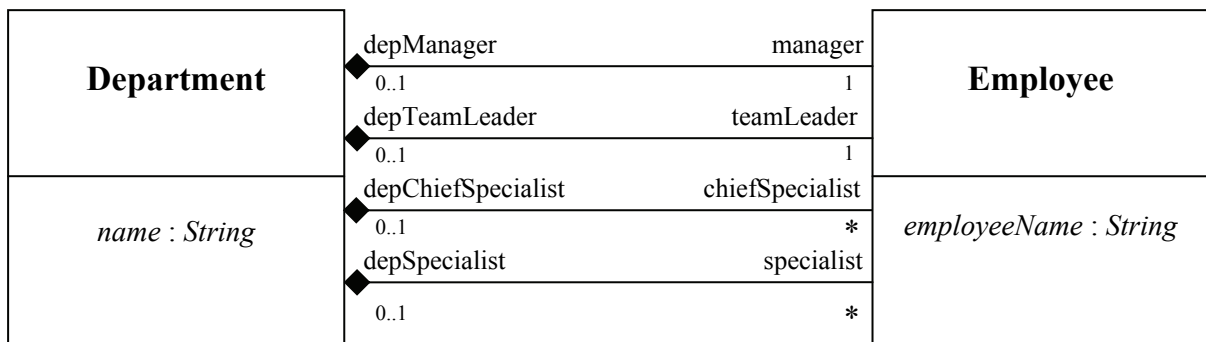 depManager manager
Department Employee
0..1 1
depTeamLeader teamLeader
0..1 1
depChiefSpecialist chiefSpecialist
name : String employeeName : String
0..1 *
depSpecialist specialist
0..1 *